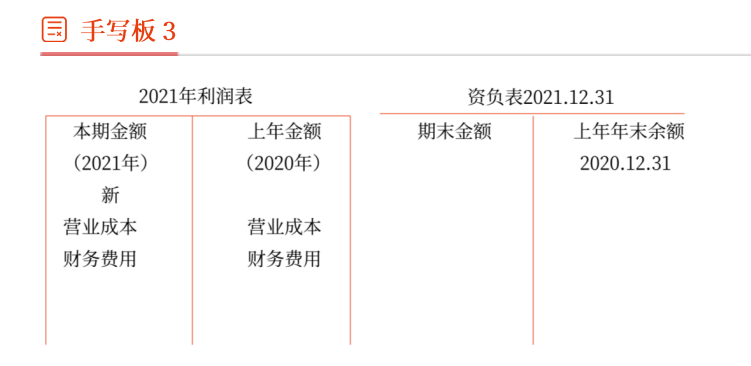 手写板 3
2021年利润表
本期金额
上年金额
（2021年）
（2020年）
新
营业成本
营业成本
财务费用
财务费用
资负表2021.12.31
期末金额
上年年末余额
2020.12.31